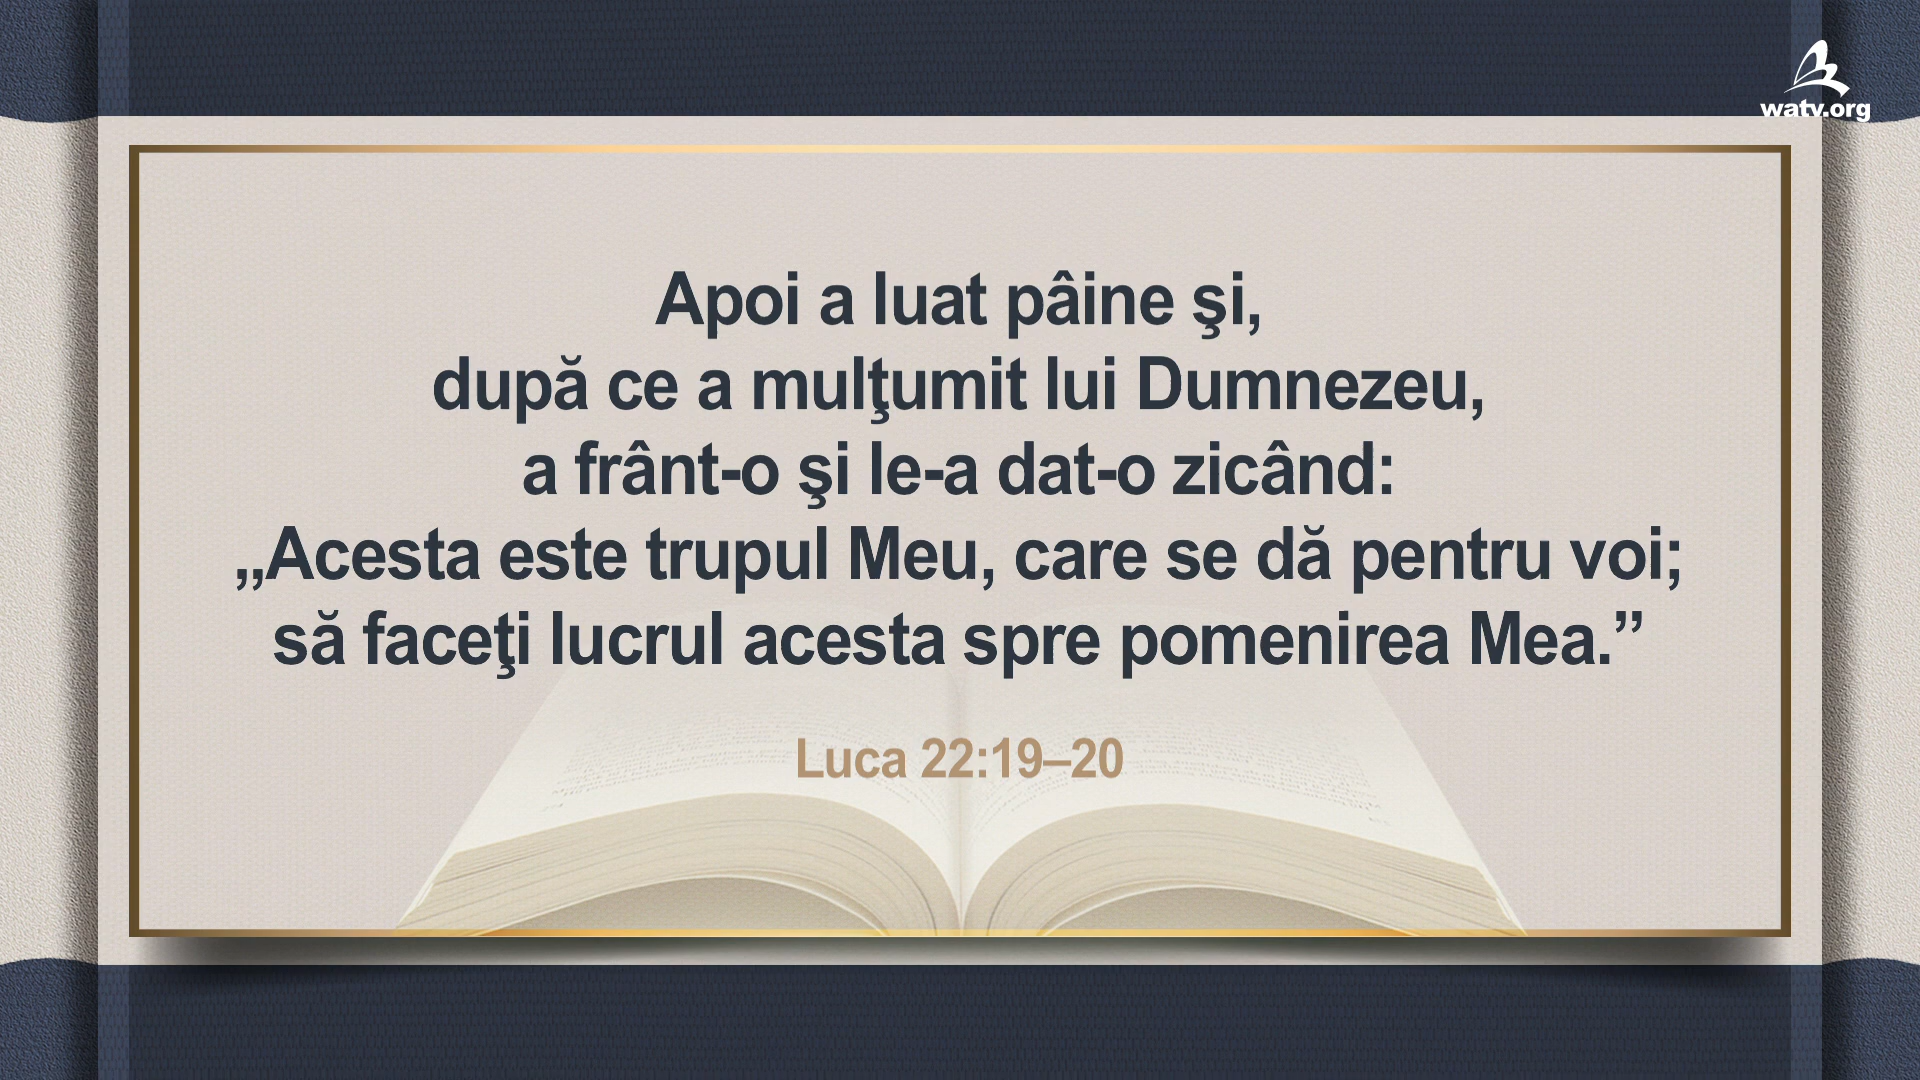 watv.org
Apoi a luat pâine şi,
după ce a mulţumit lui Dumnezeu,
a frânt-o şi le-a dat-o zicând:
„Acesta este trupul Meu, care se dă pentru voi;
să faceţi lucrul acesta spre pomenirea Mea.”
Luca 22:19–20